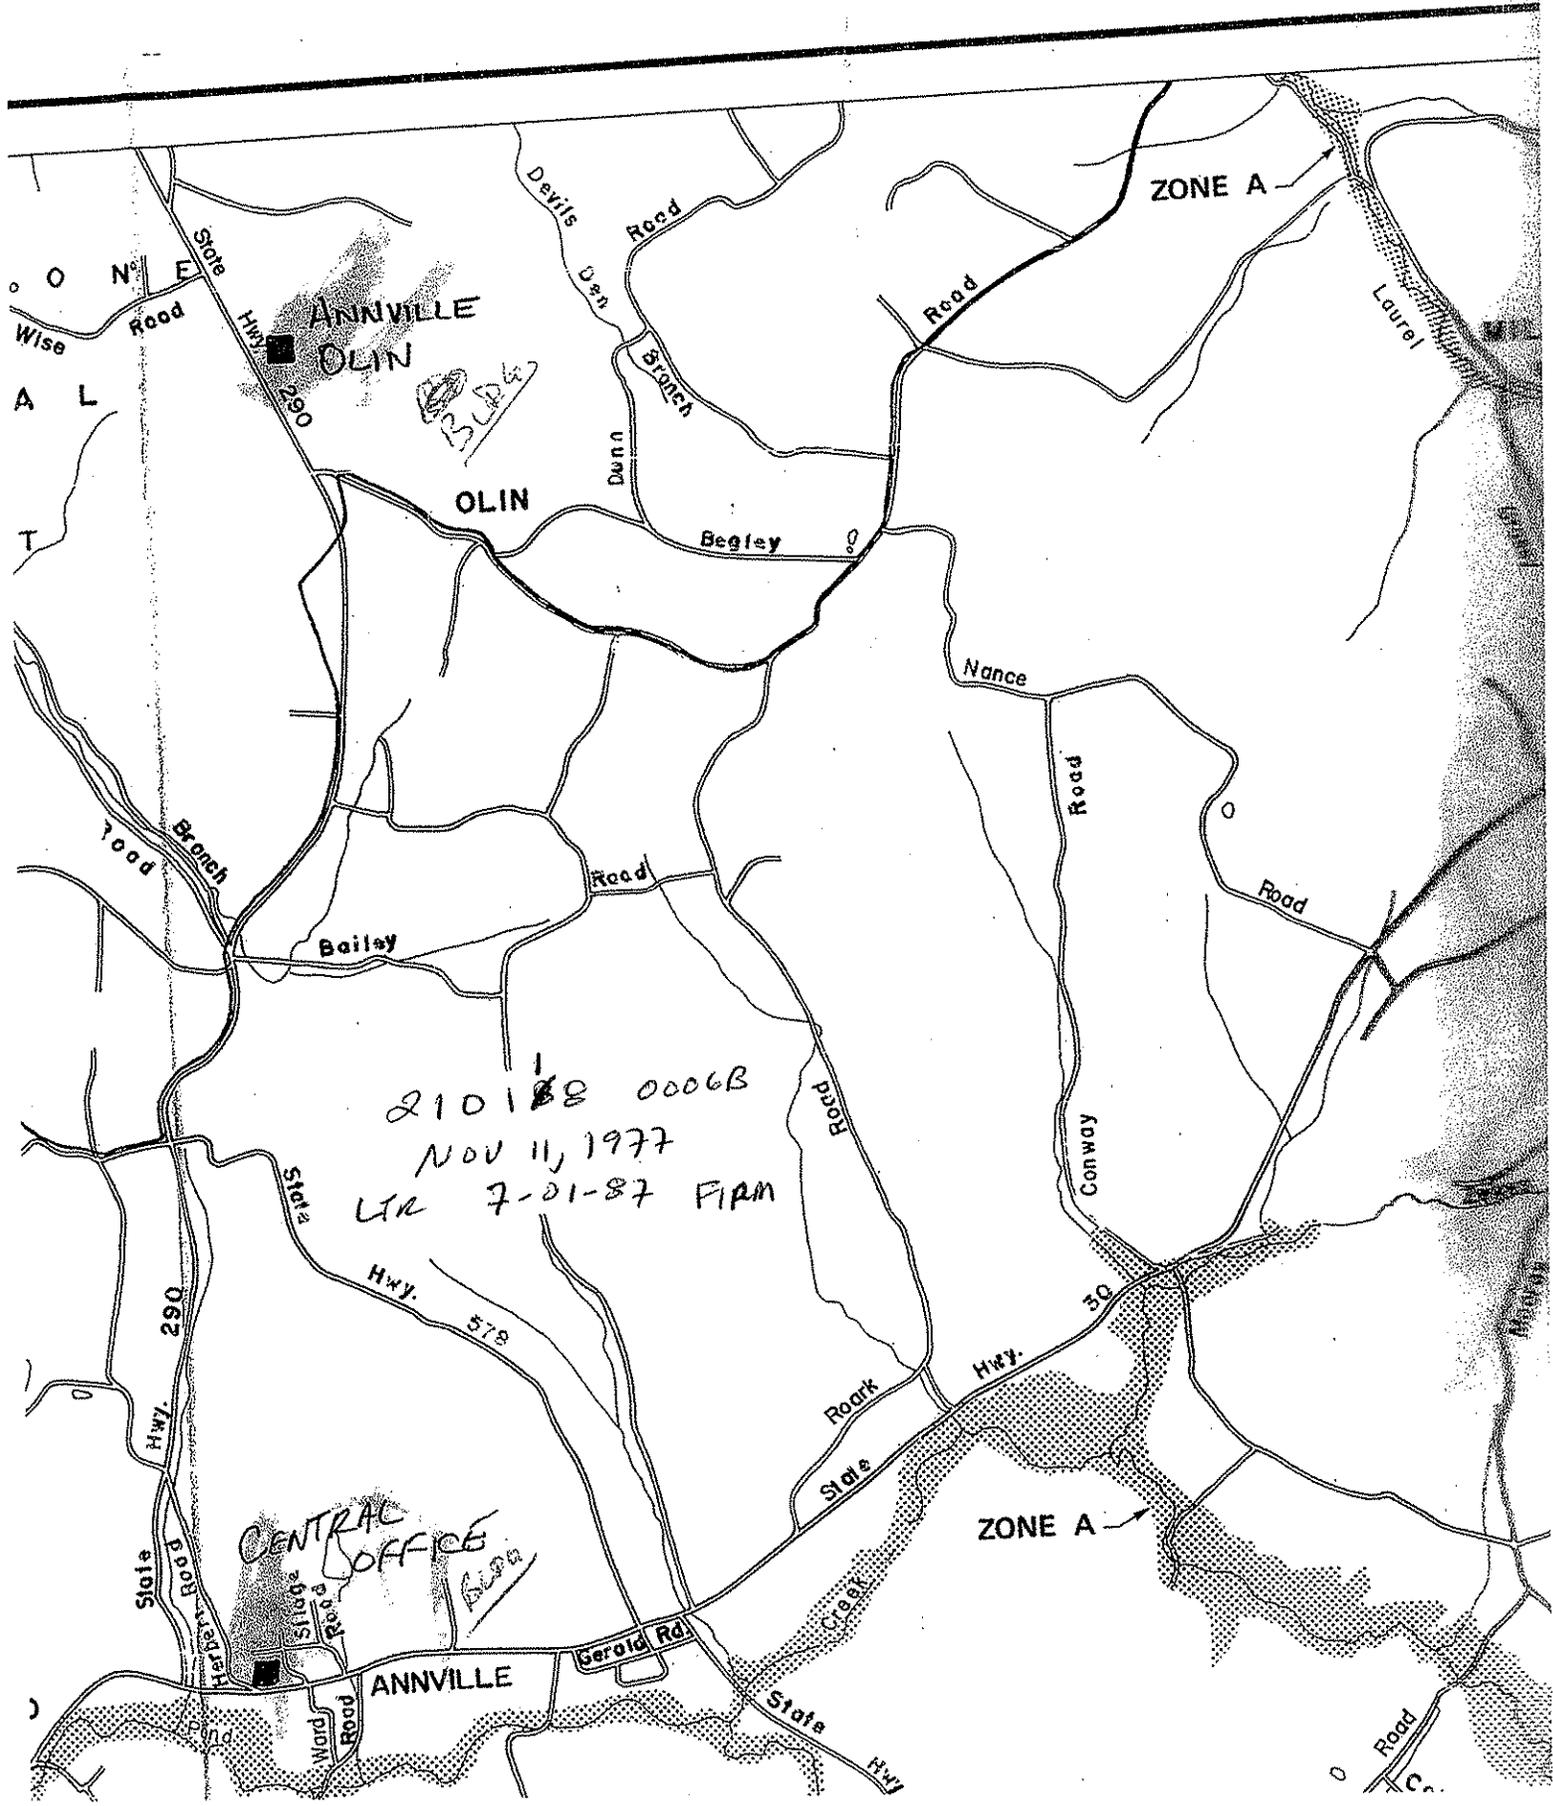 ZONE A
Devils
Road
State
O N E
Den
Road
Laurel
Wise
Road
Hwy.
ANNVILLE
OLIN
Branch
A L
290
BLDG
Dunn
OLIN
T
Begley
Nance
Road
Branch
Road
Road
Bailey
210118 0006B
NOV 11, 1977
LTR 7-01-87 FIRM
Road
Conway
State
Hwy.
290
578
30
Hwy.
Roark
Hwy.
State
ZONE A
CENTRAL
OFFICE
BLDG
State
Herbert Road
Road
Creek
Gerald Rd.
ANNVILLE
State
Pond
Ward
Road
Road
Hwy